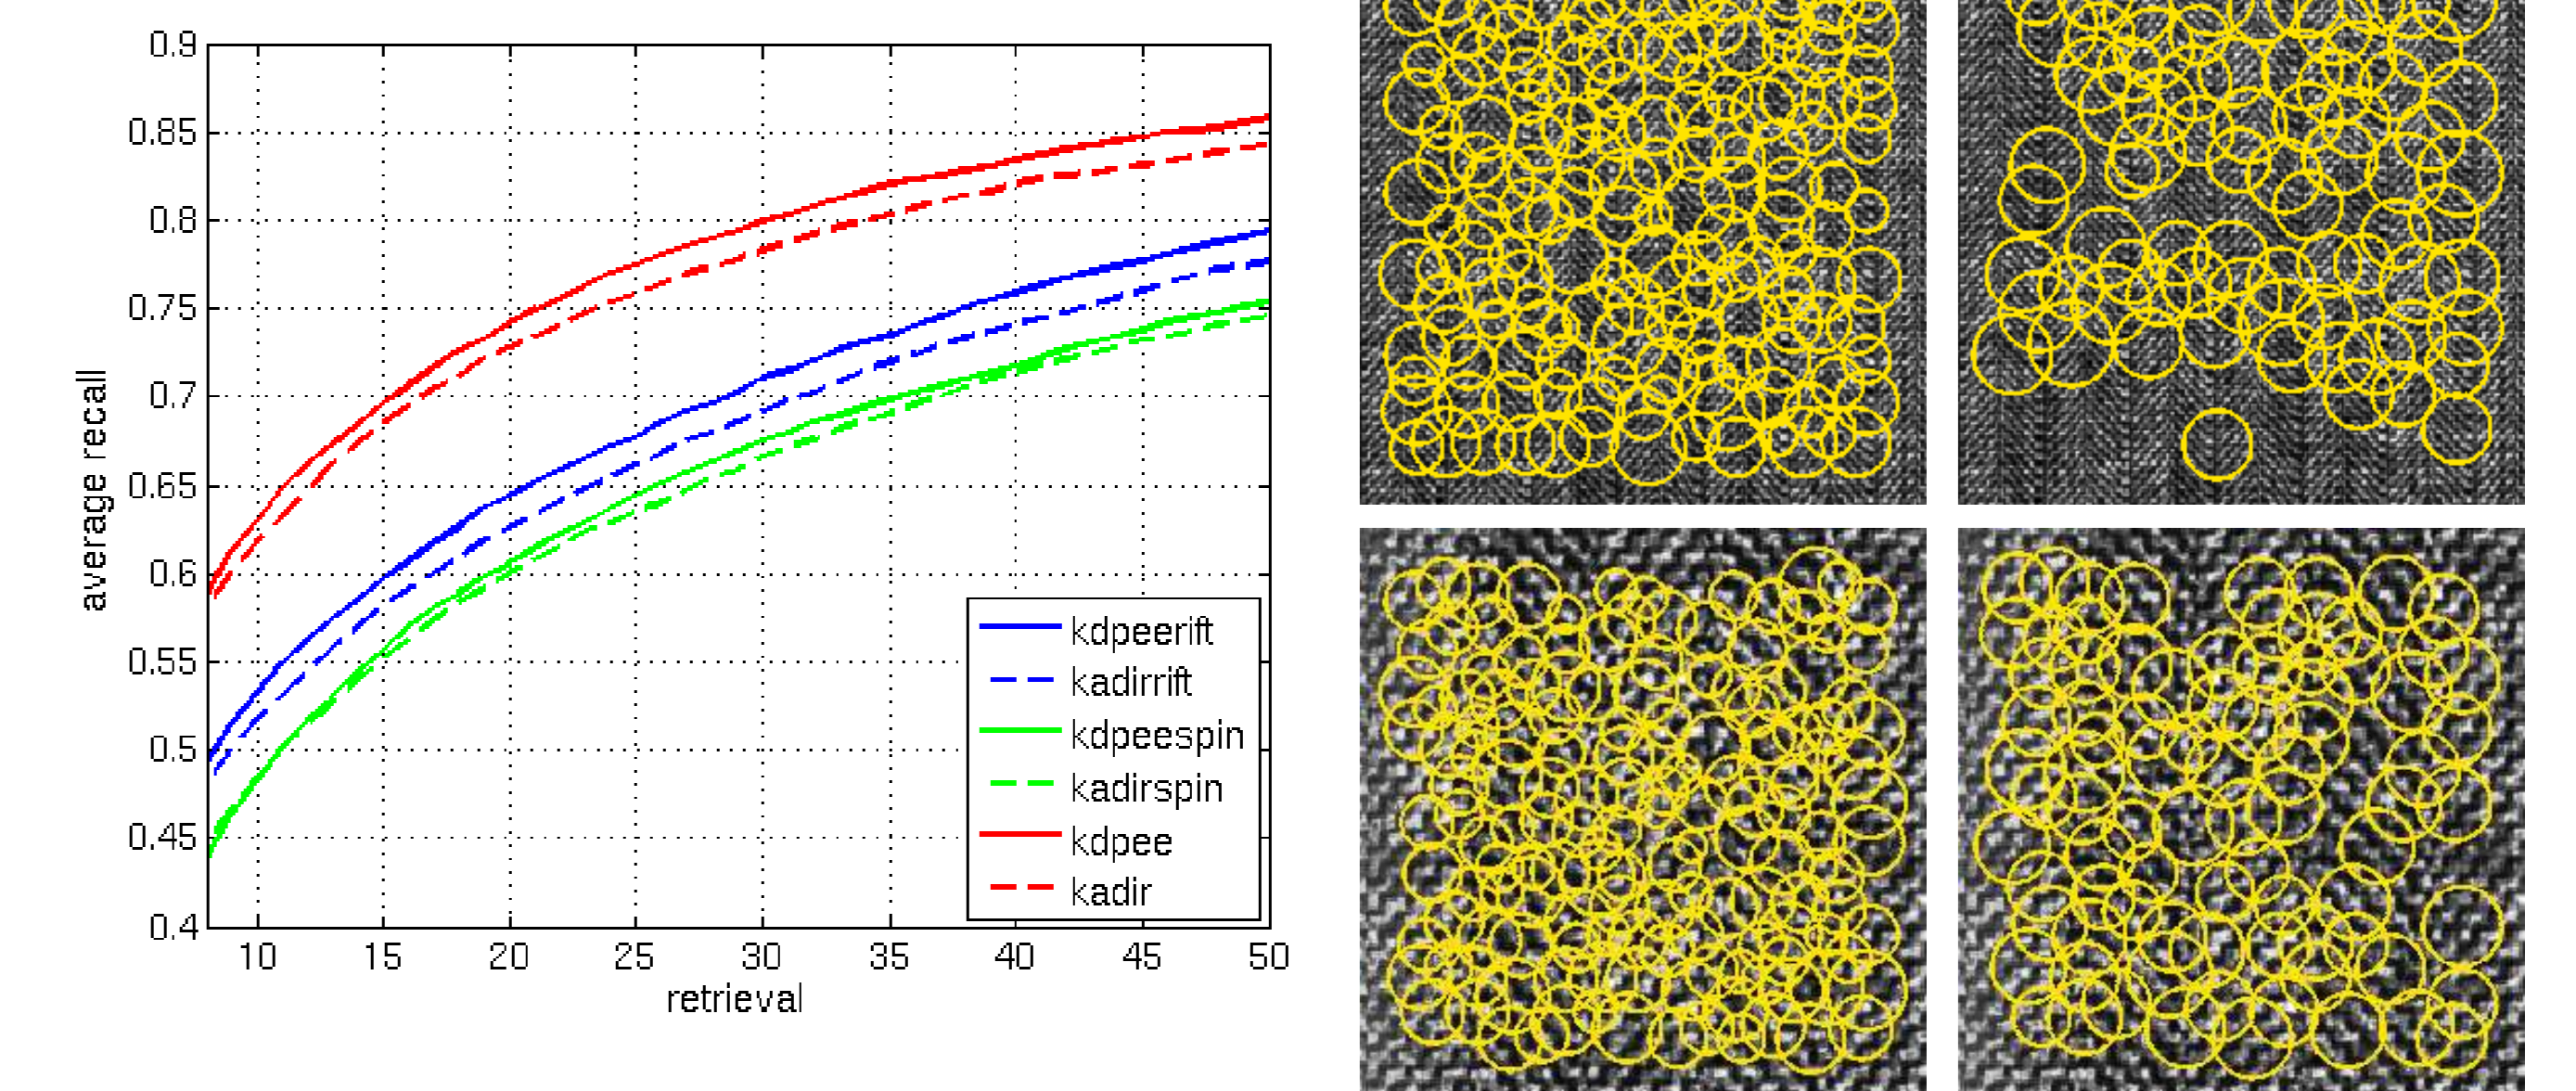 0.9
0.85
0.8
0.75
0.7
0.65
0.6
0.55
0.5
0.45
0.4
average recall
kdpeerift
kadirrift
kdpeespin
kadirspin
kdpee
kadir
10 15 20 25 30 35 40 45 50
retrieval